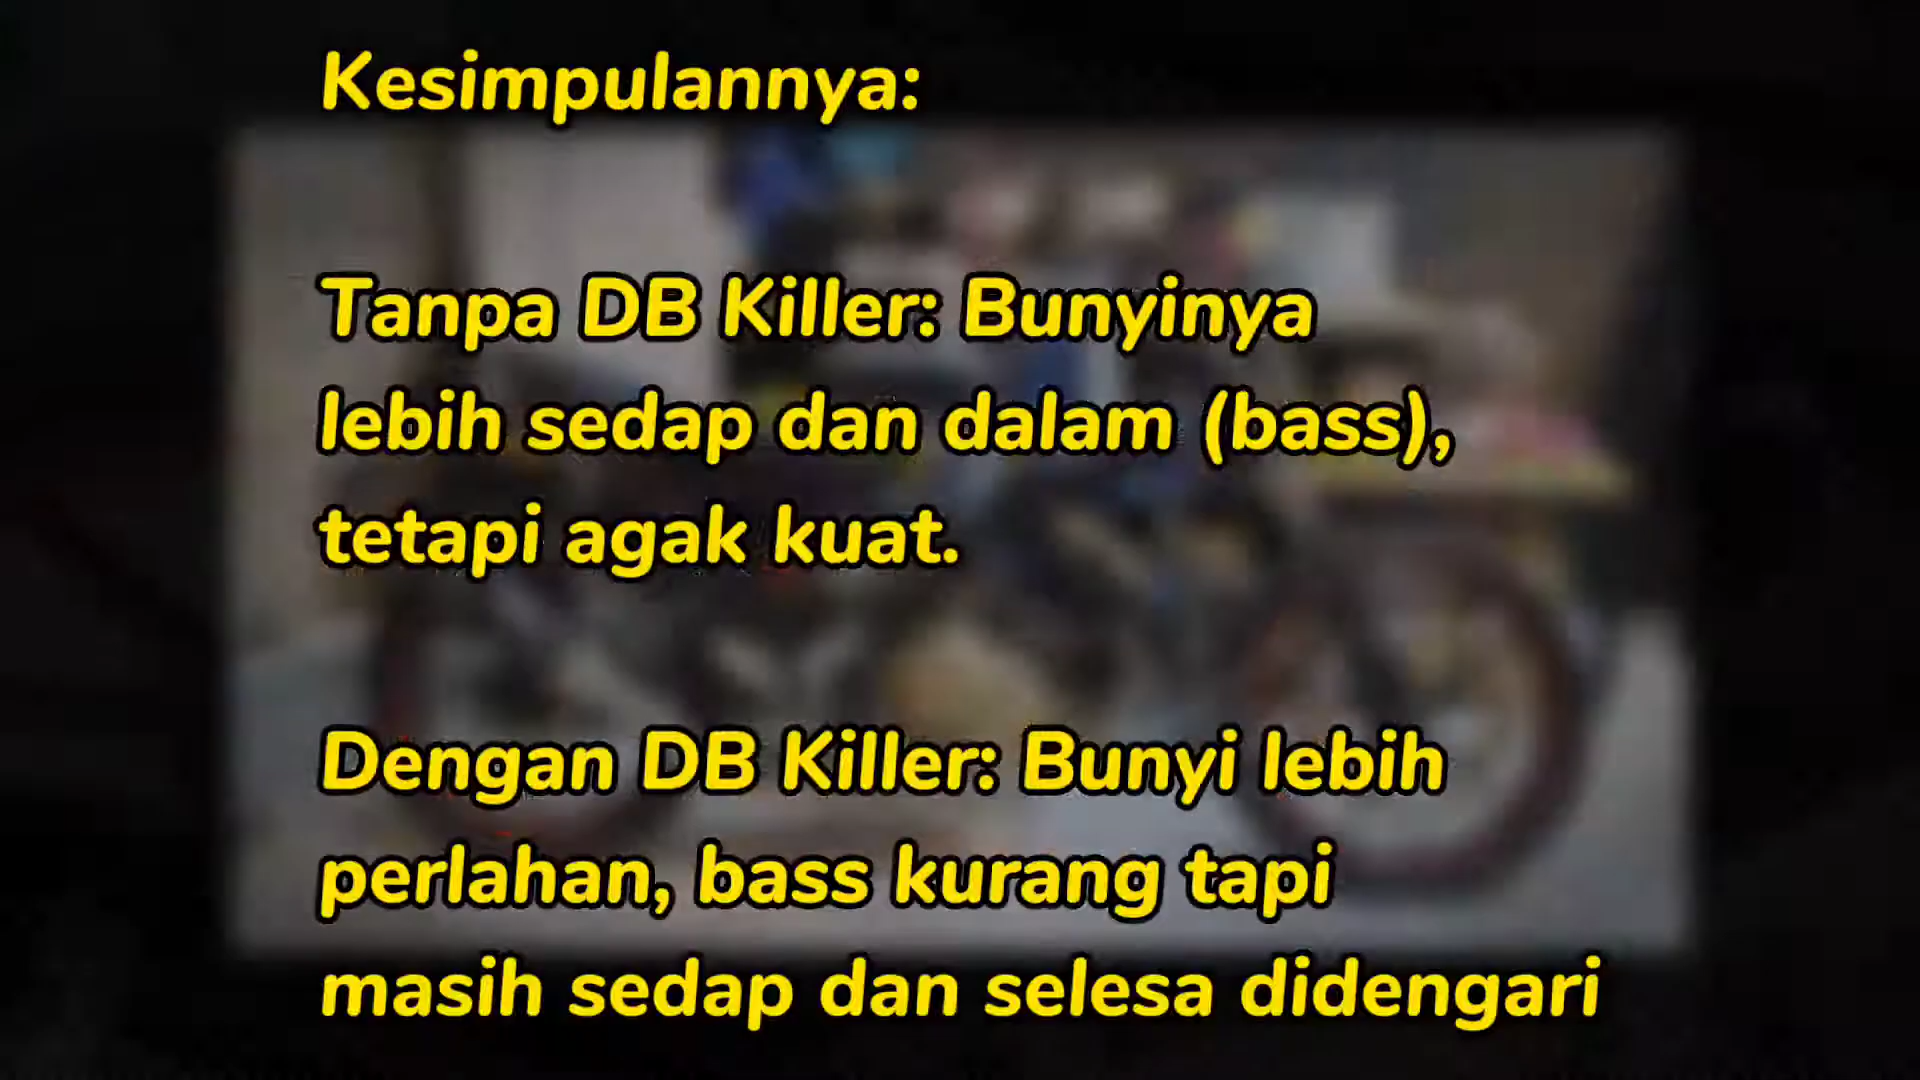 Kesimpulannya:
Tanpa DB Killer: Bunyinya
lebih sedap dan dalam (bass),
tetapi agak kuat.
Dengan DB Killer: Bunyi lebih
perlahan, bass kurang tapi
masih sedap dan selesa didengari